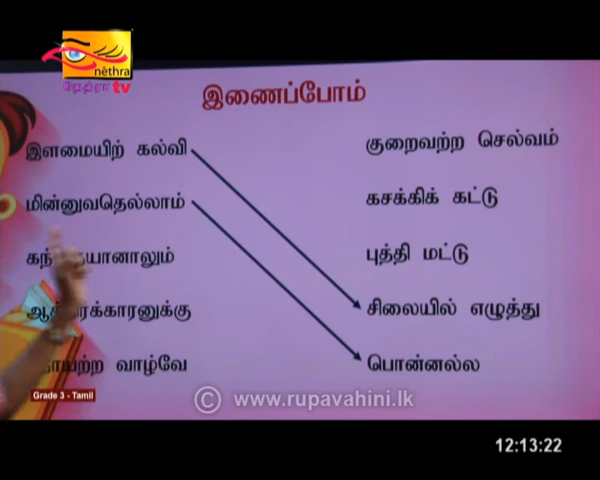 nēthra
நேத்ரா tv
இணைப்போம்
இளமையிற் கல்வி
குறைவற்ற செல்வம்
மின்னுவதெல்லாம்
கசக்கிக் கட்டு
புத்தி மட்டு
சிலையில் எழுத்து
வாழ்வே
பொன்னல்ல
Grade 3 - Tamil
© www.rupavahini.lk
12:13:22